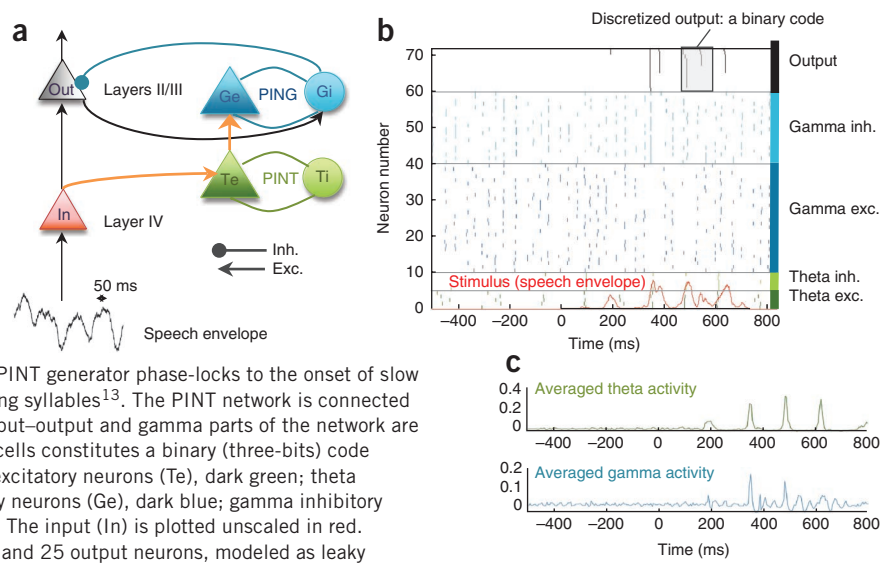 a
Out
Layers II/III
Ge
PING
Gi
Te
PINT
Ti
In
Layer IV
Inh.
Exc.
50 ms
Speech envelope
PINT generator phase-locks to the onset of slow
ng syllables13. The PINT network is connected
put–output and gamma parts of the network are
cells constitutes a binary (three-bits) code
excitatory neurons (Te), dark green; theta
y neurons (Ge), dark blue; gamma inhibitory
The input (In) is plotted unscaled in red.
and 25 output neurons, modeled as leaky
b
Discretized output: a binary code
Neuron number
70
60
50
40
30
20
10
0
Output
Gamma inh.
Gamma exc.
Theta inh.
Theta exc.
Stimulus (speech envelope)
–400 –200 0 200 400 600 800
Time (ms)
c
Averaged theta activity
0.4
0.2
0
–400 –200 0 200 400 600 800
Averaged gamma activity
0.2
0.1
0
–400 –200 0 200 400 600 800
Time (ms)